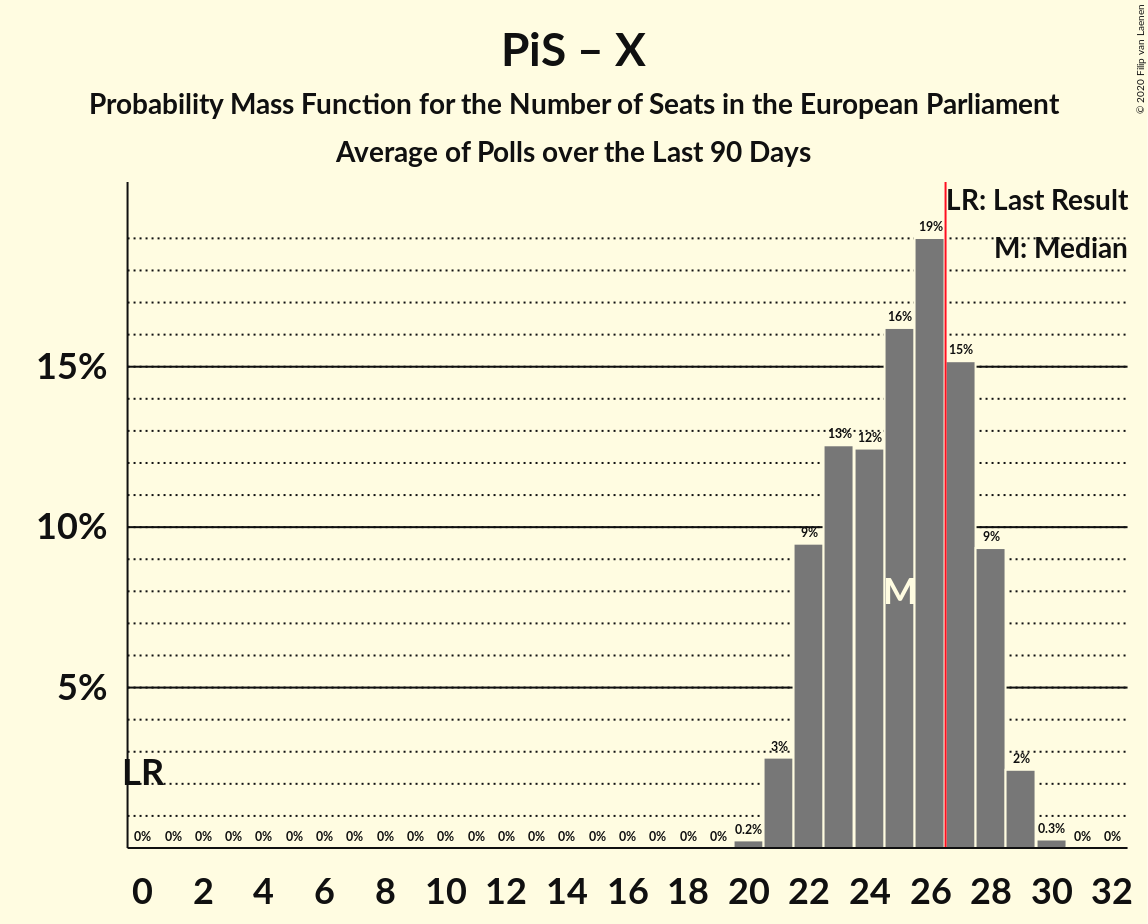 PiS – X
Probability Mass Function for the Number of Seats in the European Parliament
Average of Polls over the Last 90 Days
© 2020 Filip van Laenen
LR: Last Result
M: Median
19%
16%
15%
15%
13%
12%
10%
9%
9%
M
5%
3%
2%
LR
0% 0% 0% 0% 0% 0% 0% 0% 0% 0% 0% 0% 0% 0% 0% 0% 0% 0% 0% 0% 0.2% 0.3% 0% 0%
0 2 4 6 8 10 12 14 16 18 20 22 24 26 28 30 32